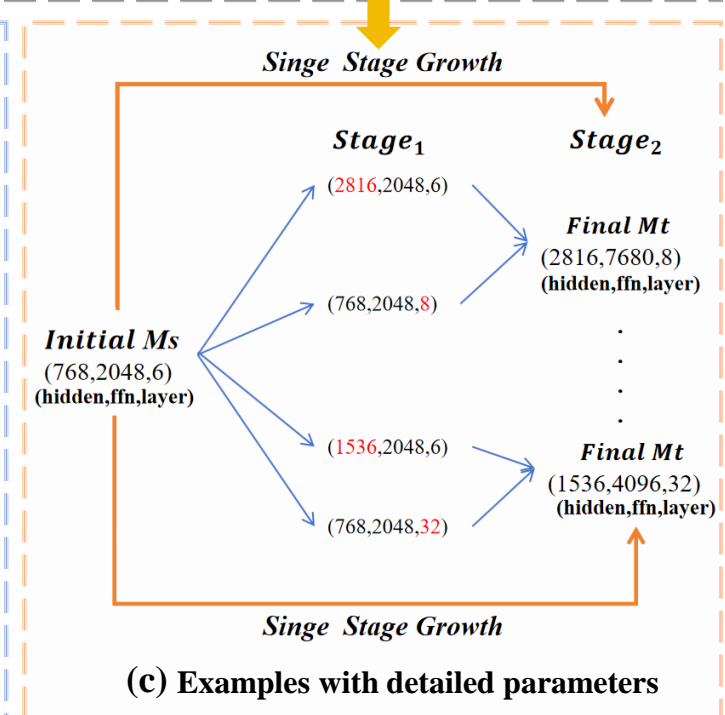 Singe Stage Growth
Stage1
Stage2
(2816,2048,6)
Final Mt
(2816,7680,8)
(hidden,ffn,layer)
(768,2048,8)
Initial Ms
(768,2048,6)
(hidden,ffn,layer)
(1536,2048,6)
Final Mt
(1536,4096,32)
(hidden,ffn,layer)
(768,2048,32)
Singe Stage Growth
(c) Examples with detailed parameters